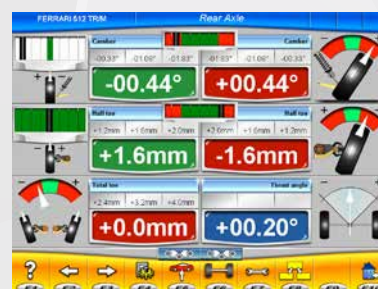 FERRARI 512 TR/M Rear Axle
Camber Camber
-00.33° -01.08° -01.83° -01.83° -01.08° -00.33°
-00.44° +00.44°
Half toe Half toe
+1.2mm +1.6mm +2.0mm +2.0mm +1.6mm +1.2mm
+1.6mm -1.6mm
Total toe Thrust angle
+2.4mm +3.2mm +4.0mm
+0.0mm +00.20°